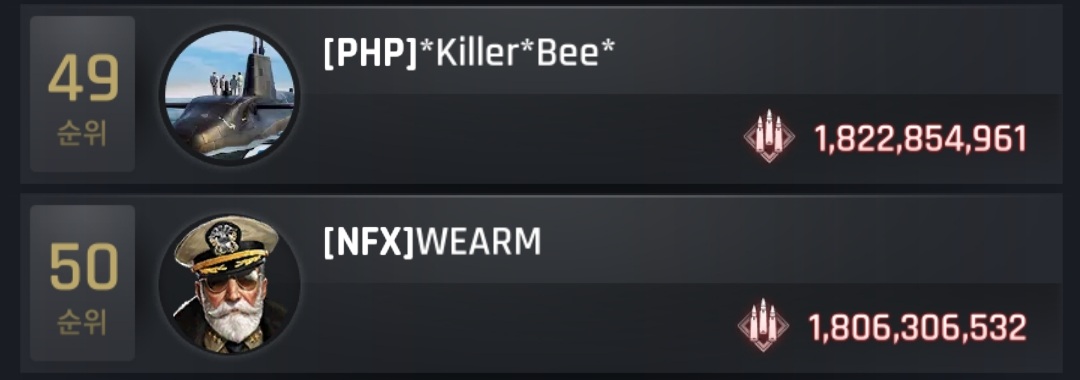 49
순위
[PHP]*Killer*Bee*
1,822,854,961
50
순위
[NFX]WEARM
1,806,306,532